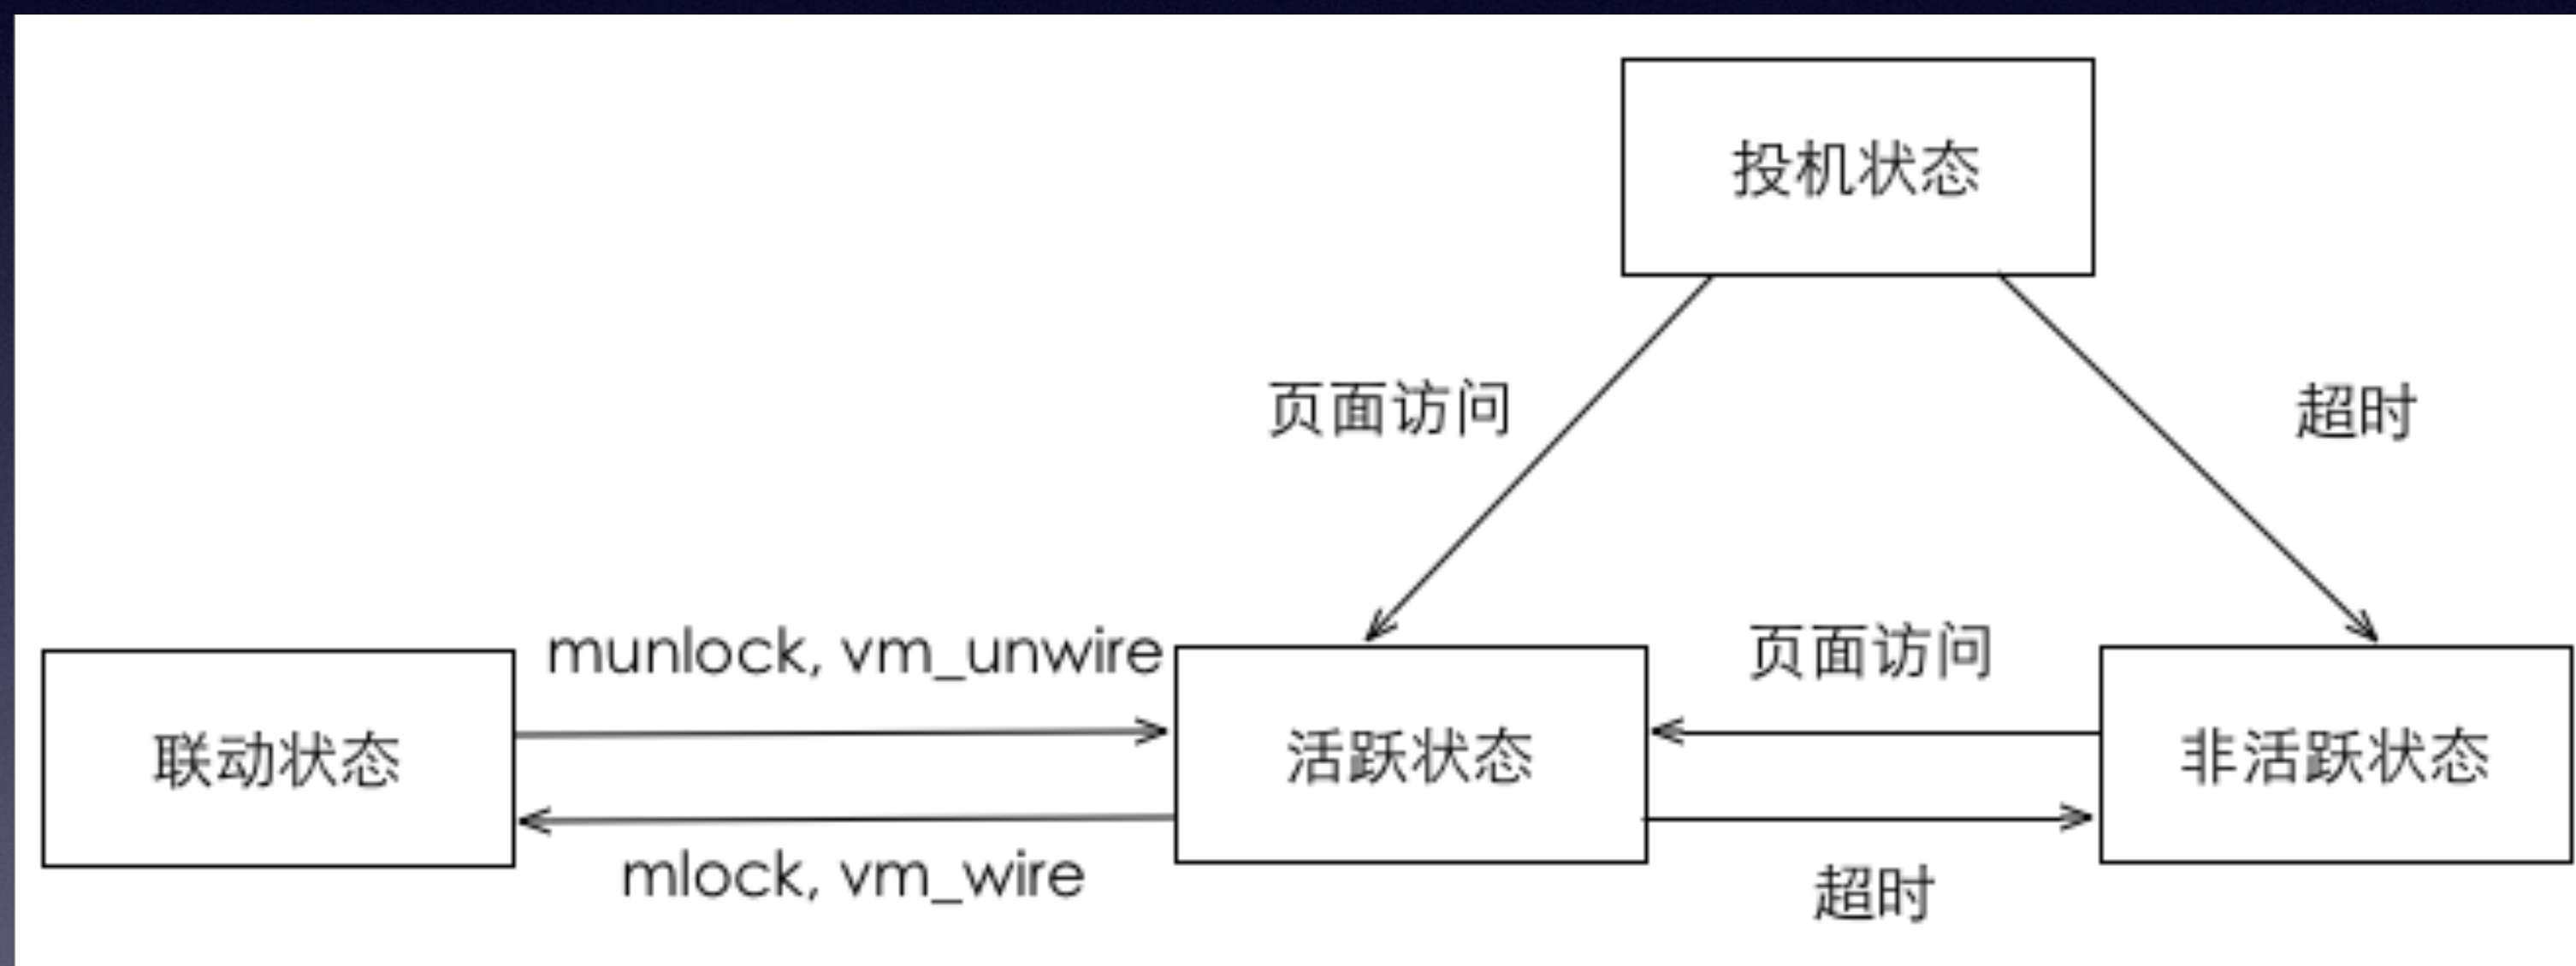 投机状态
页面访问
超时
munlock, vm_unwire
页面访问
联动状态
活跃状态
非活跃状态
mlock, vm_wire
超时